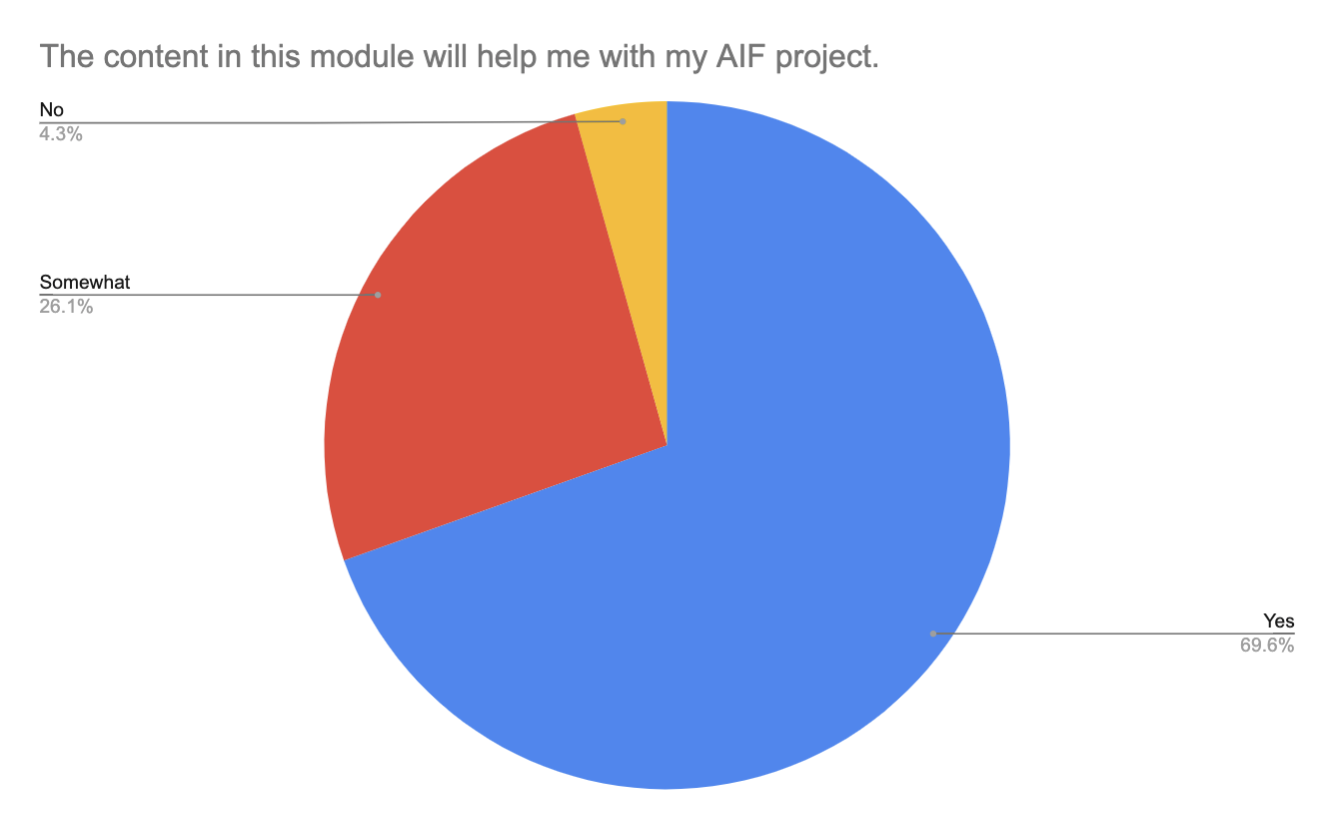 The content in this module will help me with my AIF project.
No
4.3%
Somewhat
26.1%
Yes
69.6%